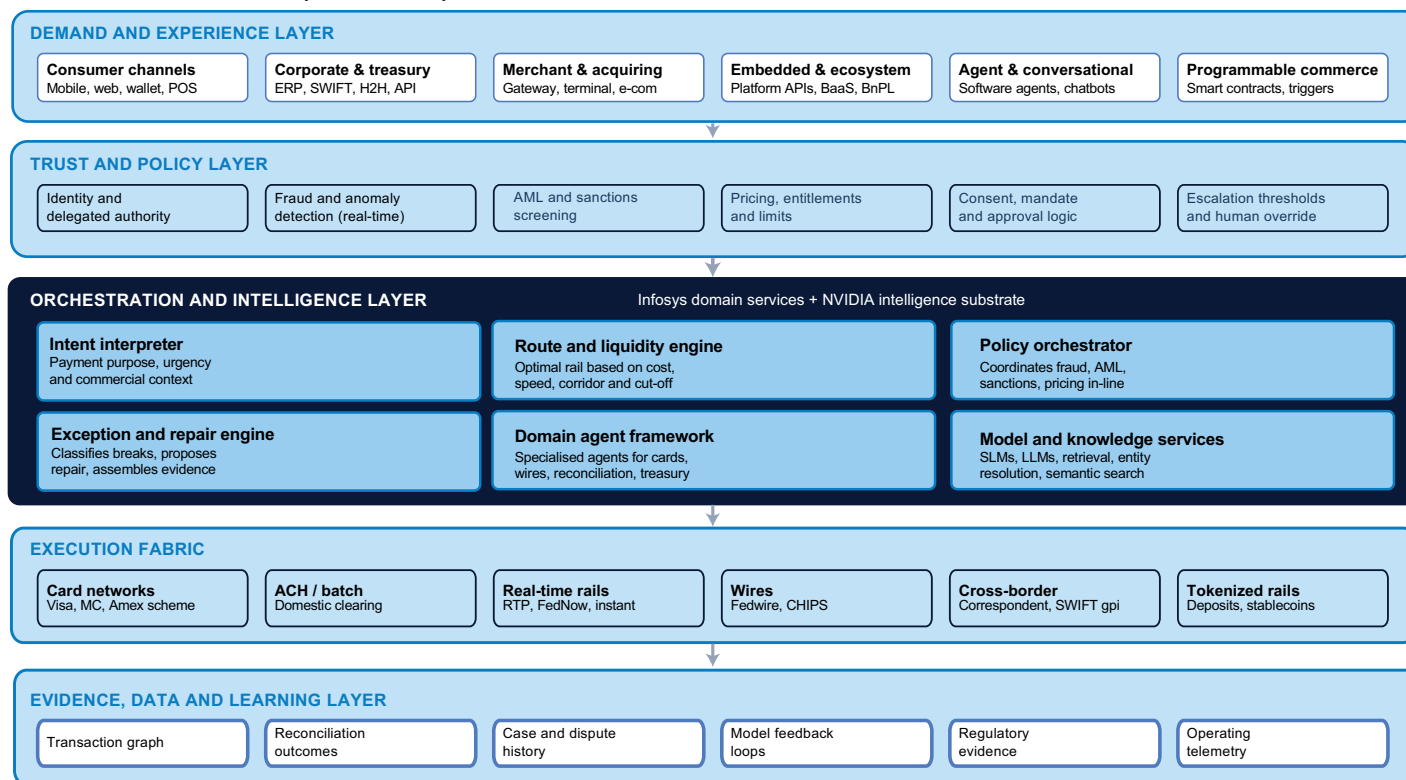 DEMAND AND EXPERIENCE LAYER
Consumer channels
Mobile, web, wallet, POS
Corporate & treasury
ERP, SWIFT, H2H, API
Merchant & acquiring
Gateway, terminal, e-com
Embedded & ecosystem
Platform APIs, BaaS, BnPL
Agent & conversational
Software agents, chatbots
Programmable commerce
Smart contracts, triggers
TRUST AND POLICY LAYER
Identity and
delegated authority
Fraud and anomaly
detection (real-time)
AML and sanctions
screening
Pricing, entitlements
and limits
Consent, mandate
and approval logic
Escalation thresholds
and human override
ORCHESTRATION AND INTELLIGENCE LAYER
Infosys domain services + NVIDIA intelligence substrate
Intent interpreter
Payment purpose, urgency
and commercial context
Route and liquidity engine
Optimal rail based on cost,
speed, corridor and cut-off
Policy orchestrator
Coordinates fraud, AML,
sanctions, pricing in-line
Exception and repair engine
Classifies breaks, proposes
repair, assembles evidence
Domain agent framework
Specialised agents for cards,
wires, reconciliation, treasury
Model and knowledge services
SLMs, LLMs, retrieval, entity
resolution, semantic search
EXECUTION FABRIC
Card networks
Visa, MC, Amex scheme
ACH / batch
Domestic clearing
Real-time rails
RTP, FedNow, instant
Wires
Fedwire, CHIPS
Cross-border
Correspondent, SWIFT gpi
Tokenized rails
Deposits, stablecoins
EVIDENCE, DATA AND LEARNING LAYER
Transaction graph
Reconciliation
outcomes
Case and dispute
history
Model feedback
loops
Regulatory
evidence
Operating
telemetry